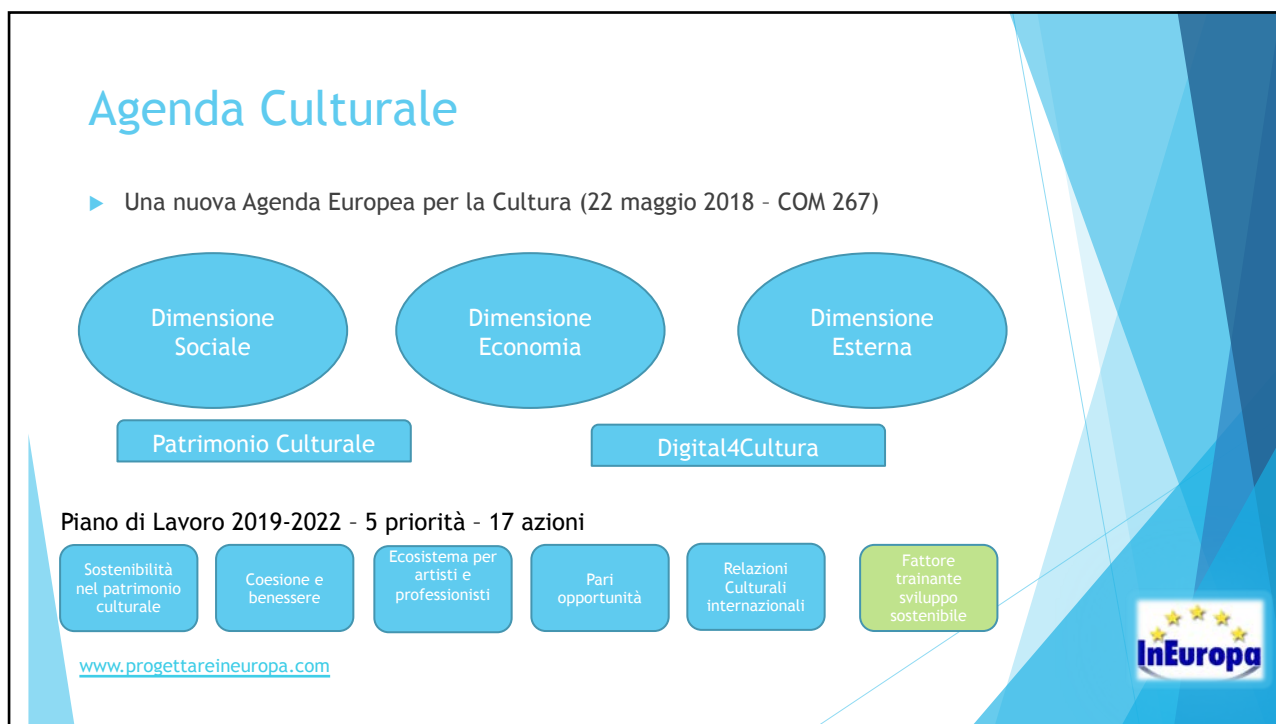 Agenda Culturale
Una nuova Agenda Europea per la Cultura (22 maggio 2018 – COM 267)
Dimensione
Sociale
Dimensione
Economia
Dimensione
Esterna
Patrimonio Culturale
Digital4Cultura
Piano di Lavoro 2019-2022 – 5 priorità – 17 azioni
Sostenibilità
nel patrimonio
culturale
Coesione e
benessere
Ecosistema per
artisti e
professionisti
Pari
opportunità
Relazioni
Culturali
internazionali
Fattore
trainante
sviluppo
sostenibile
www.progettareineuropa.com
InEuropa